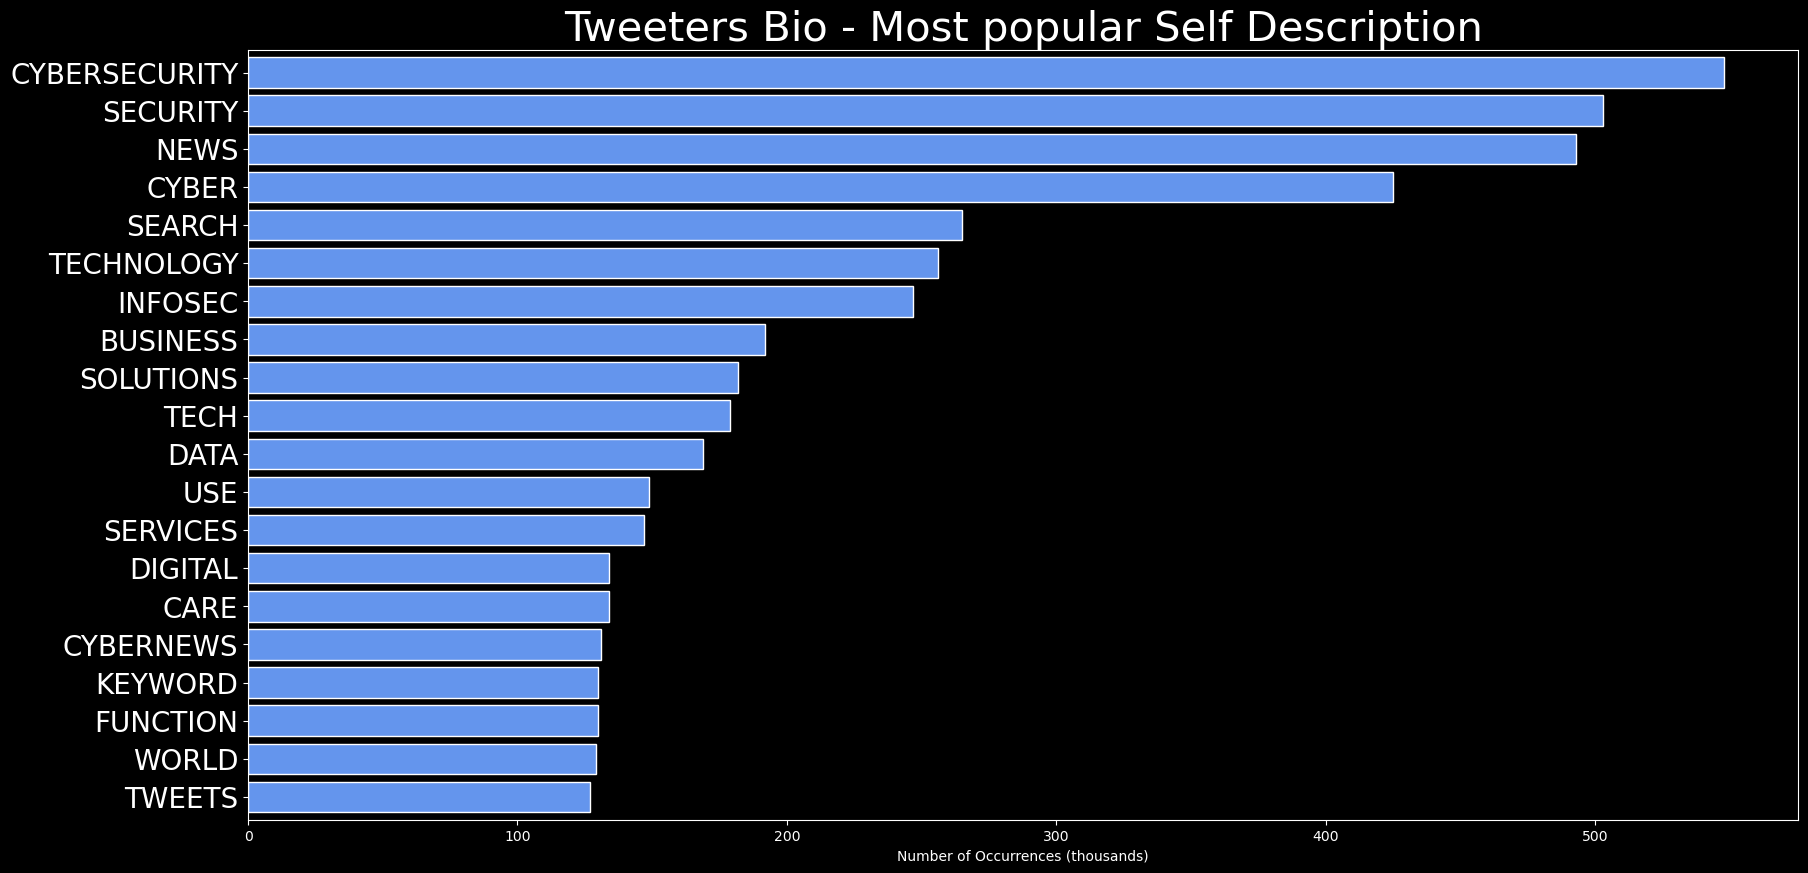 Tweeters Bio - Most popular Self Description
CYBERSECURITY
SECURITY
NEWS
CYBER
SEARCH
TECHNOLOGY
INFOSEC
BUSINESS
SOLUTIONS
TECH
DATA
USE
SERVICES
DIGITAL
CARE
CYBERNEWS
KEYWORD
FUNCTION
WORLD
TWEETS
0 100 200 300 400 500
Number of Occurrences (thousands)